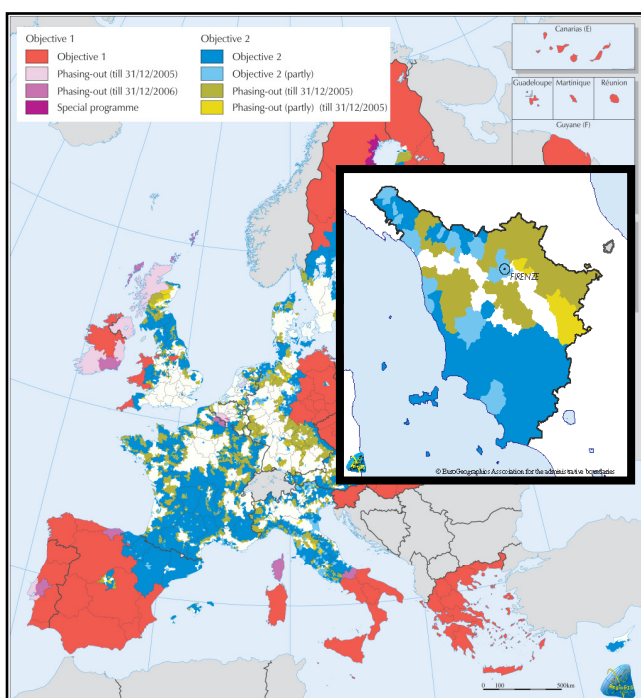 Objective 1
Objective 1
Phasing-out (till 31/12/2005)
Phasing-out (till 31/12/2006)
Special programme
Objective 2
Objective 2
Objective 2 (partly)
Phasing-out (till 31/12/2005)
Phasing-out (partly) (till 31/12/2005)
Canarias (E)
Guadeloupe
Martinique
Réunion
Guyane (F)
FIRENZE
© EuroGeographics Association for the administrative boundaries
0 100 500km